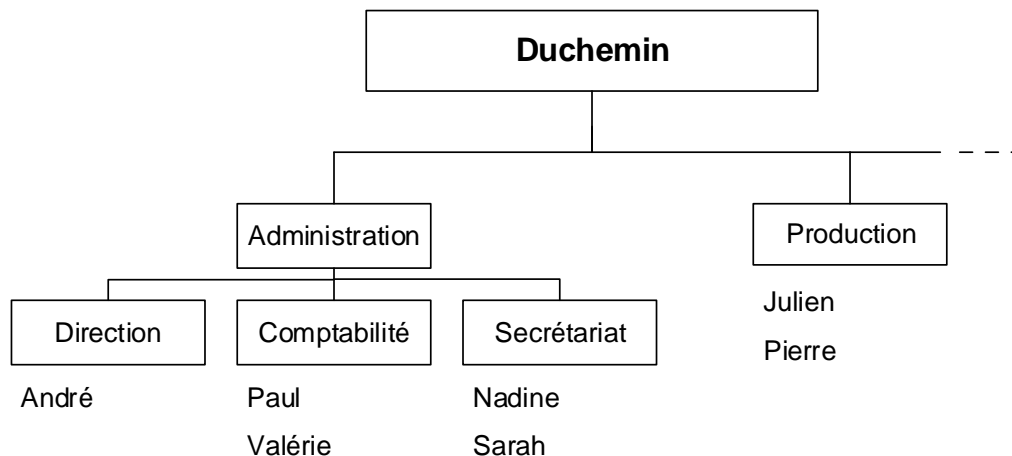 Duchemin
Administration
Production
Direction
Comptabilité
Secrétariat
Julien
Pierre
André
Paul
Valérie
Nadine
Sarah